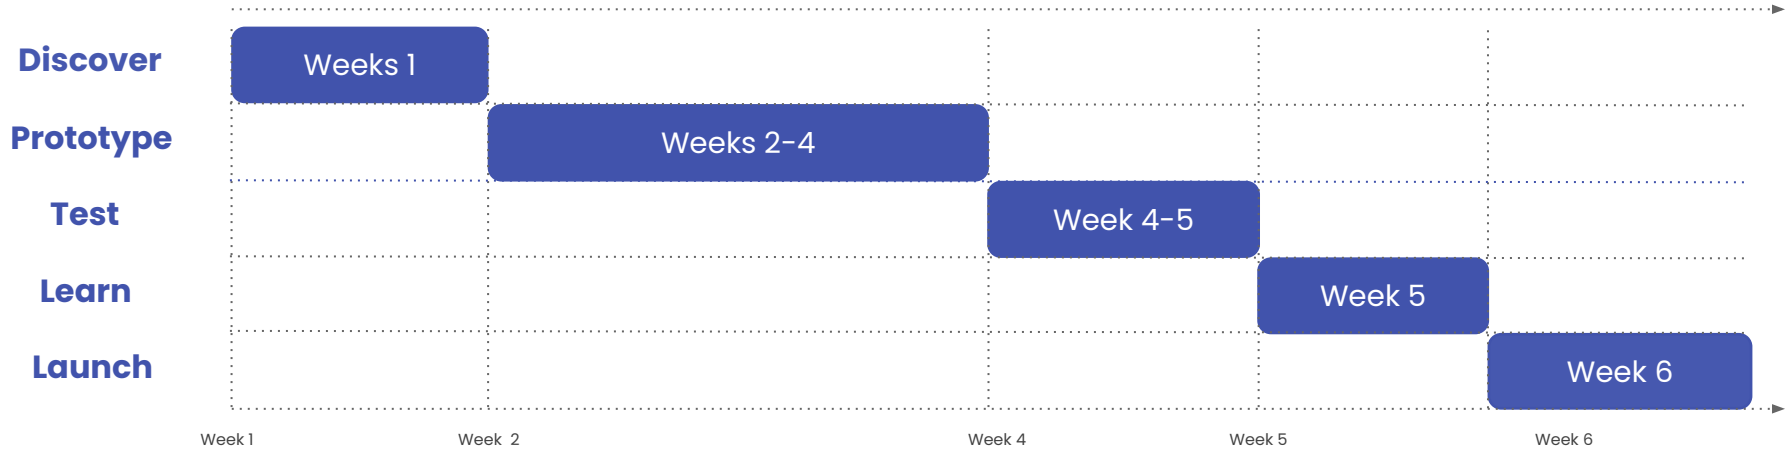 Discover
Weeks 1
Prototype
Weeks 2-4
Test
Week 4-5
Learn
Week 5
Launch
Week 6
Week 1
Week 2
Week 4
Week 5
Week 6